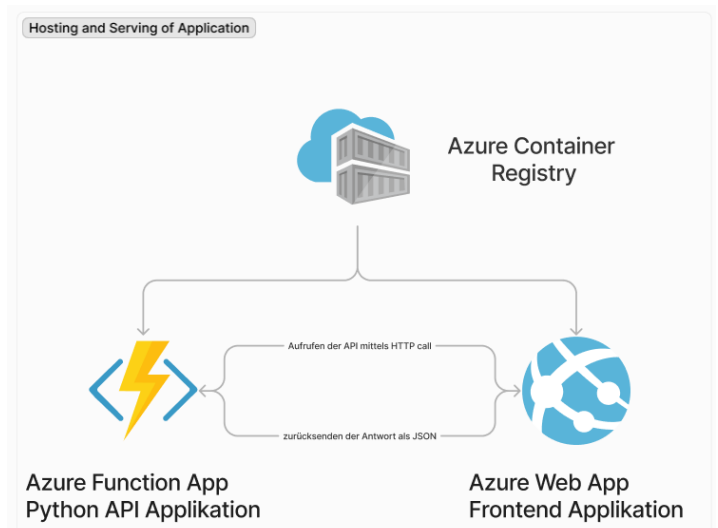 Hosting and Serving of Application
Azure Container
Registry
Aufrufen der API mittels HTTP call
zurücksenden der Antwort als JSON
Azure Function App
Python API Applikation
Azure Web App
Frontend Applikation